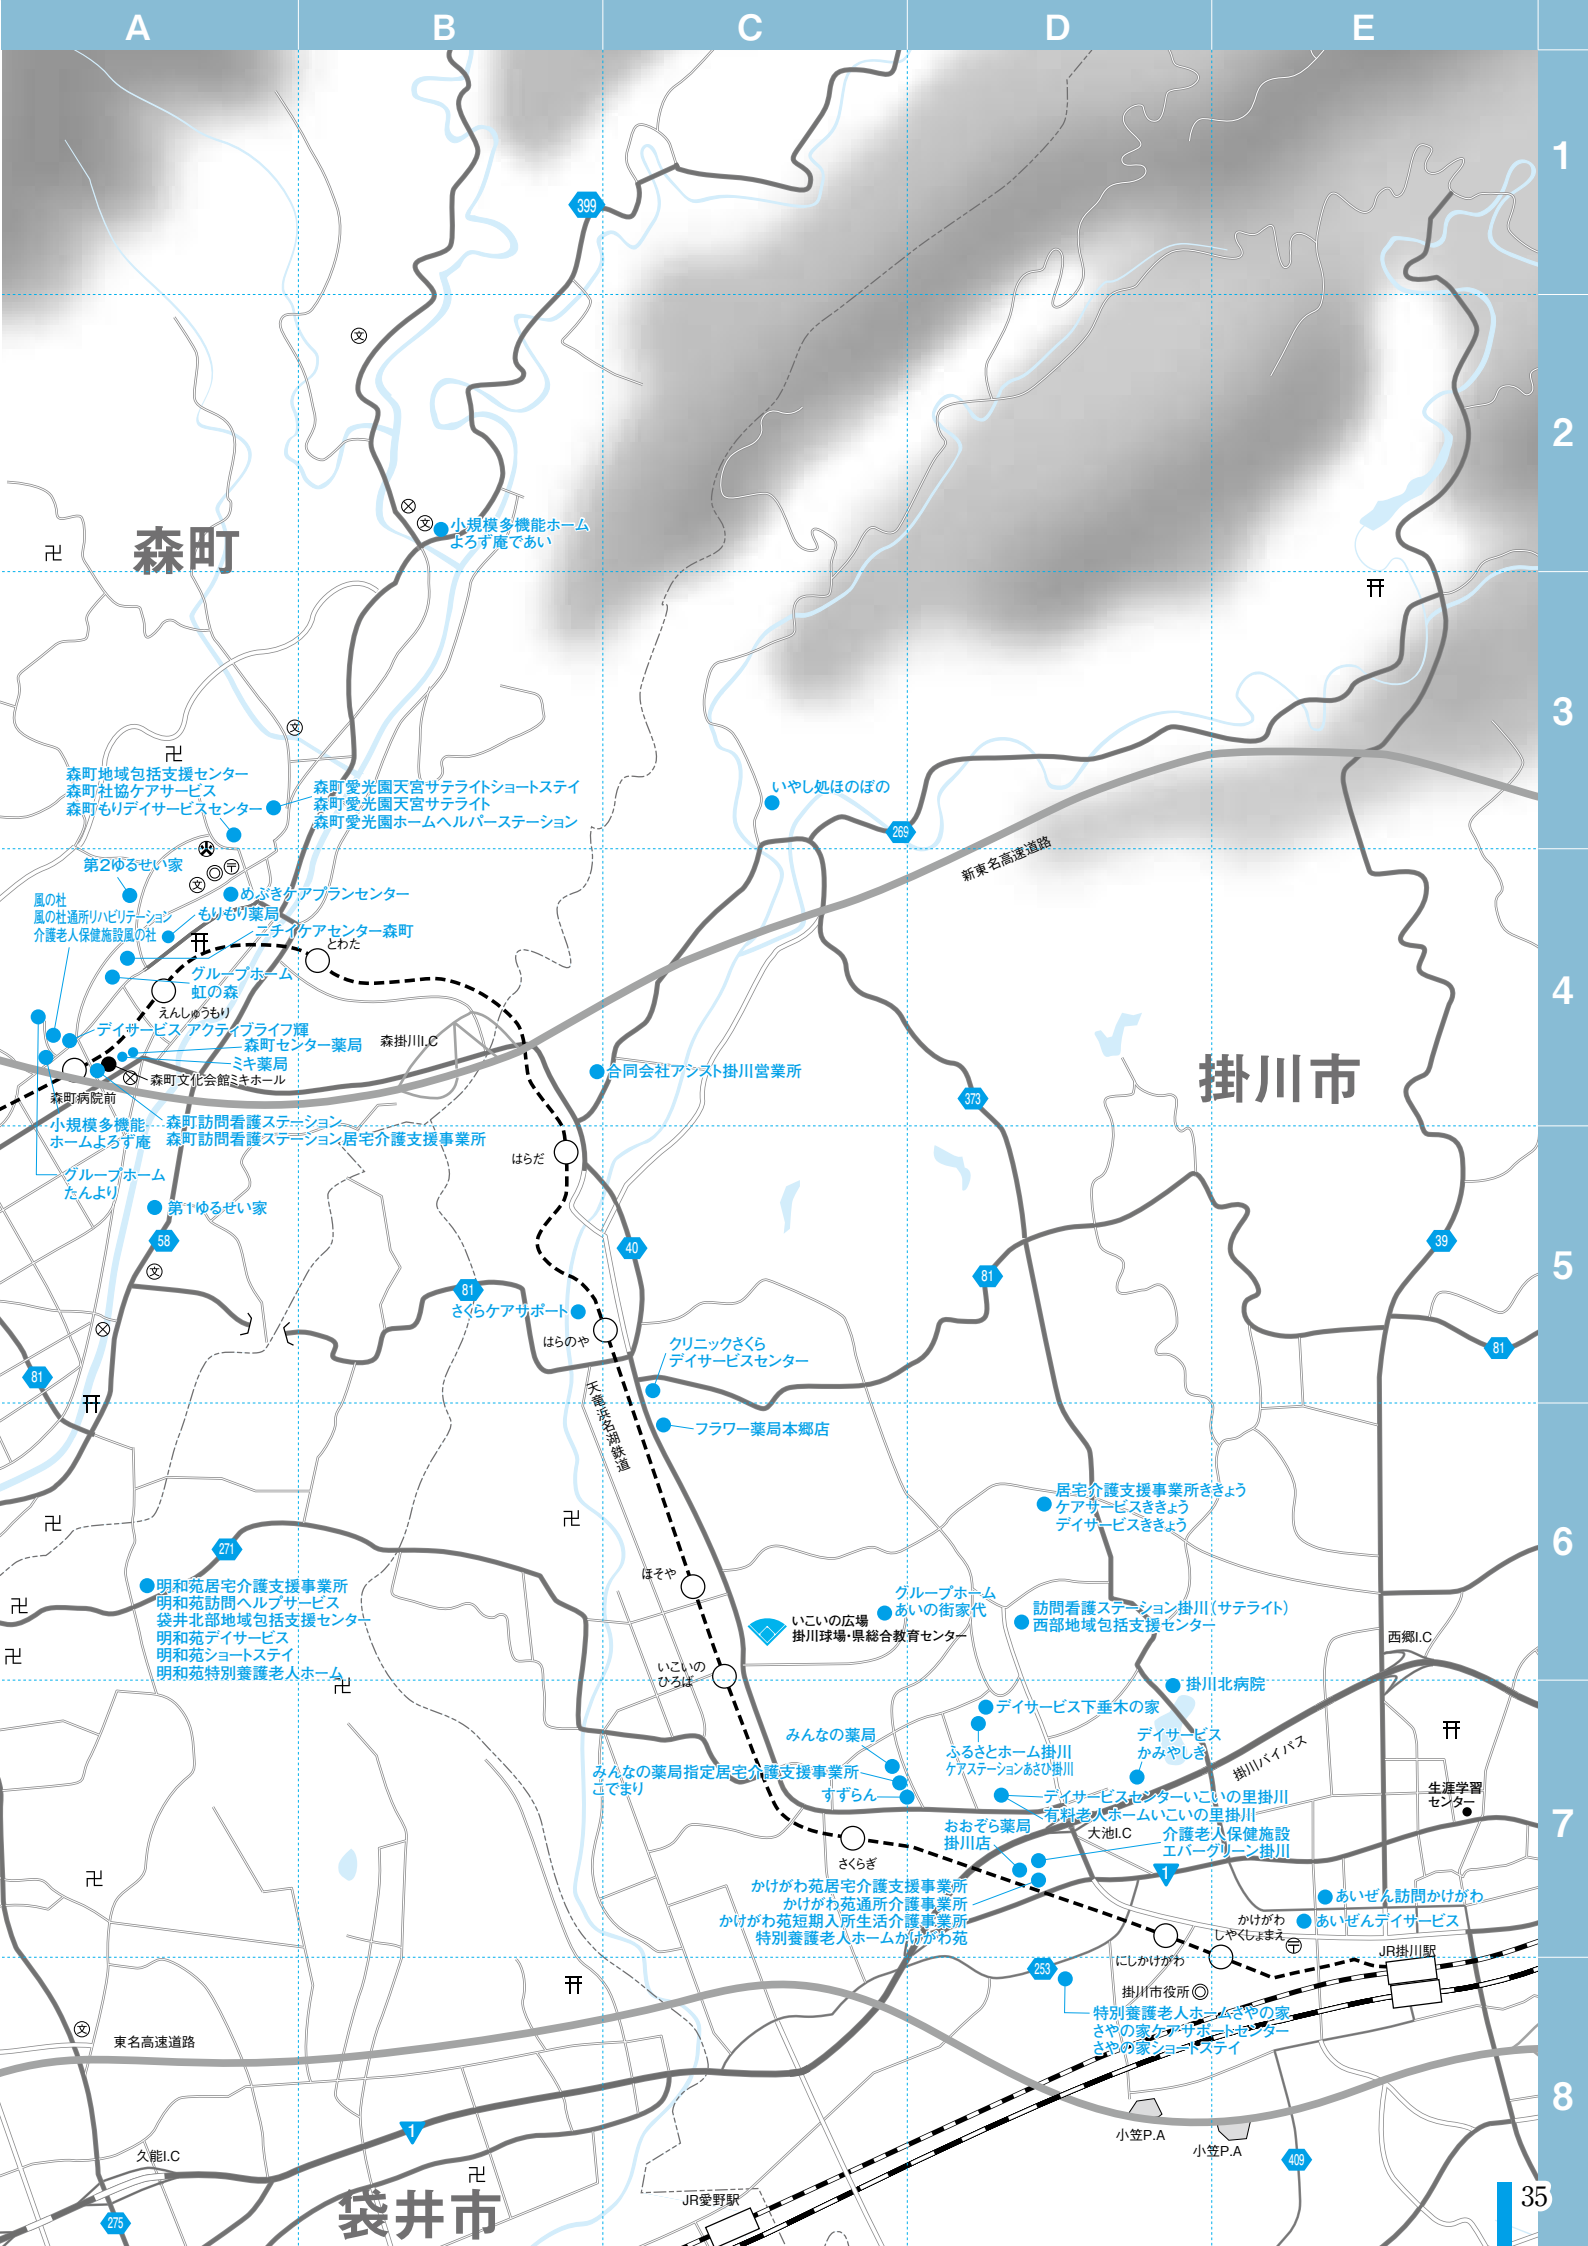 A
B
C
D
E
1
399
2
森町
小規模多機能ホーム
よろず庵であい
3
森町地域包括支援センター
森町社協ケアサービス
森町もりデイサービスセンター
森町愛光園天宮サテライトショートステイ
森町愛光園天宮サテライト
森町愛光園ホームヘルパーステーション
いやし処ほのぼの
269
新東名高速道路
第2ゆるせい家
めぶきケアプランセンター
風の杜
風の杜通所リハビリテーション
介護老人保健施設風の社
もりもり薬局
ニチイケアセンター森町
とわた
グループホーム
虹の森
4
えんしゅうもり
デイサービス アクティブライフ輝
森町センター薬局
ミキ薬局
森掛川I.C
森町文化会館ミキホール
森町病院前
合同会社アシスト掛川営業所
掛川市
373
小規模多機能
ホームよろず庵
森町訪問看護ステーション
森町訪問看護ステーション居宅介護支援事業所
はらだ
グループホーム
たんより
第1ゆるせい家
58
40
39
5
81
81
さくらケアサポート
はらのや
クリニックさくら
デイサービスセンター
81
81
天竜浜名湖鉄道
フラワー薬局本郷店
居宅介護支援事業所ききょう
ケアサービスききょう
デイサービスききょう
271
6
ほそや
明和苑居宅介護支援事業所
明和苑訪問ヘルプサービス
袋井北部地域包括支援センター
明和苑デイサービス
明和苑ショートステイ
明和苑特別養護老人ホーム
グループホーム
あいの街家代
いこいの広場
掛川球場・県総合教育センター
訪問看護ステーション掛川（サテライト）
西部地域包括支援センター
西郷I.C
いこいの
ひろば
掛川北病院
デイサービス下垂木の家
みんなの薬局
ふるさとホーム掛川
ケアステーションあさひ掛川
デイサービス
かみやしき
掛川バイパス
みんなの薬局指定居宅介護支援事業所
こでまり
すずらん
デイサービスセンターいこいの里掛川
有料老人ホームいこいの里掛川
生涯学習
センター
7
おおぞら薬局
掛川店
大池I.C
介護老人保健施設
エバーグリーン掛川
さくらぎ
1
かけがわ苑居宅介護支援事業所
かけがわ苑通所介護事業所
かけがわ苑短期入所生活介護事業所
特別養護老人ホームかけがわ苑
あいぜん訪問かけがわ
あいぜんデイサービス
かけがわ
しやくしょまえ
にしかけがわ
JR掛川駅
253
掛川市役所
特別養護老人ホームさやの家
さやの家ケアサポートセンター
さやの家ショートステイ
東名高速道路
8
1
小笠P.A
小笠P.A
久能I.C
409
袋井市
JR愛野駅
275
35